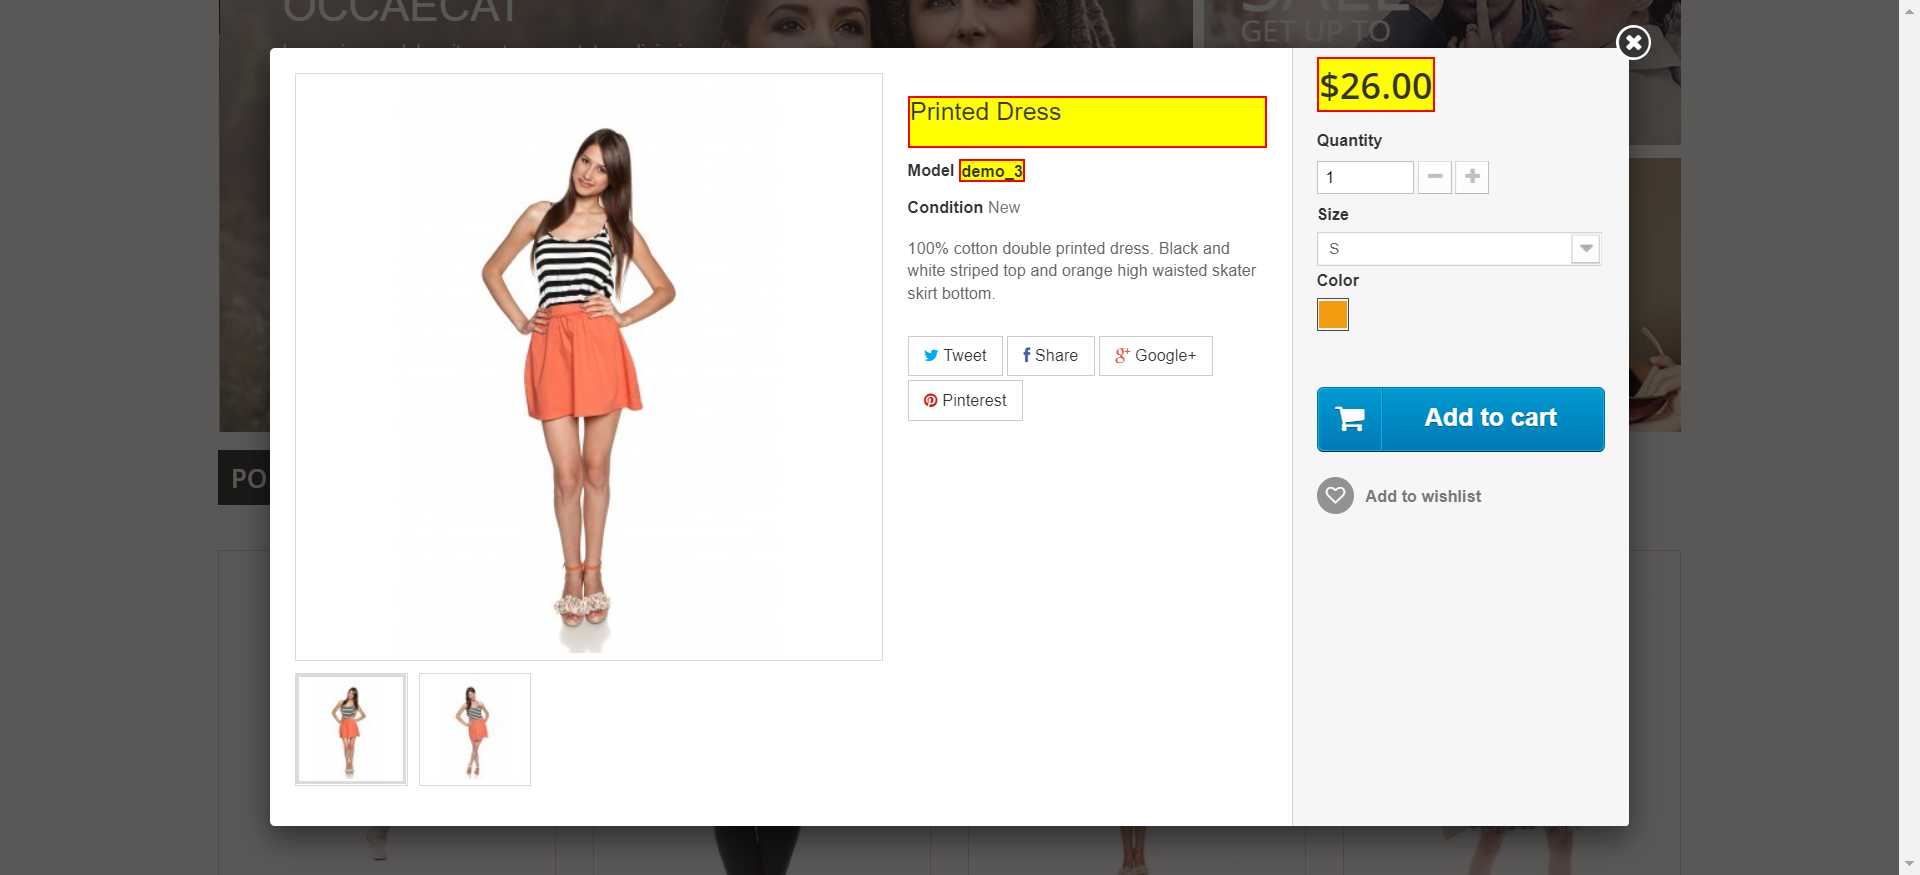 OCCAECAT
GET UP TO
$26.00
Printed Dress
Quantity
Model demo_3
1
Condition New
Size
100% cotton double printed dress. Black and
white striped top and orange high waisted skater
skirt bottom.
S
Color
Tweet
Share
Google+
Pinterest
Add to cart
PO
Add to wishlist